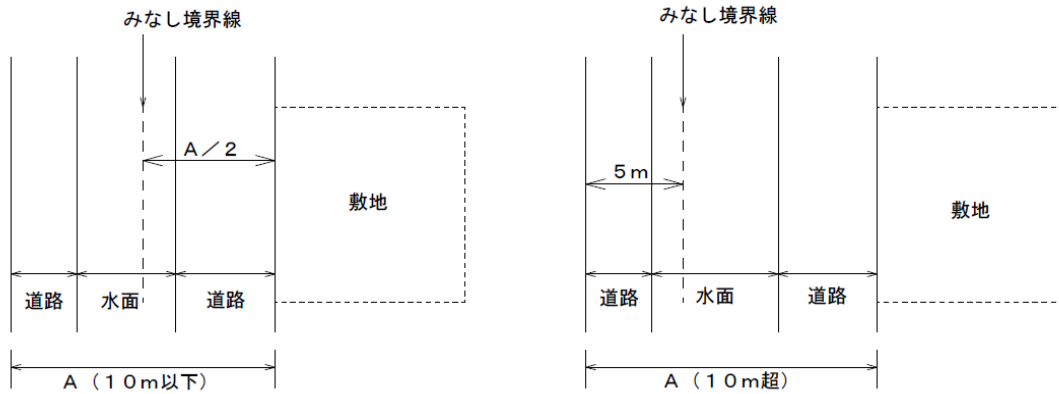 みなし境界線
A／2
敷地
道路
水面
道路
A（10m以下）
みなし境界線
5m
敷地
道路
水面
道路
A（10m超）